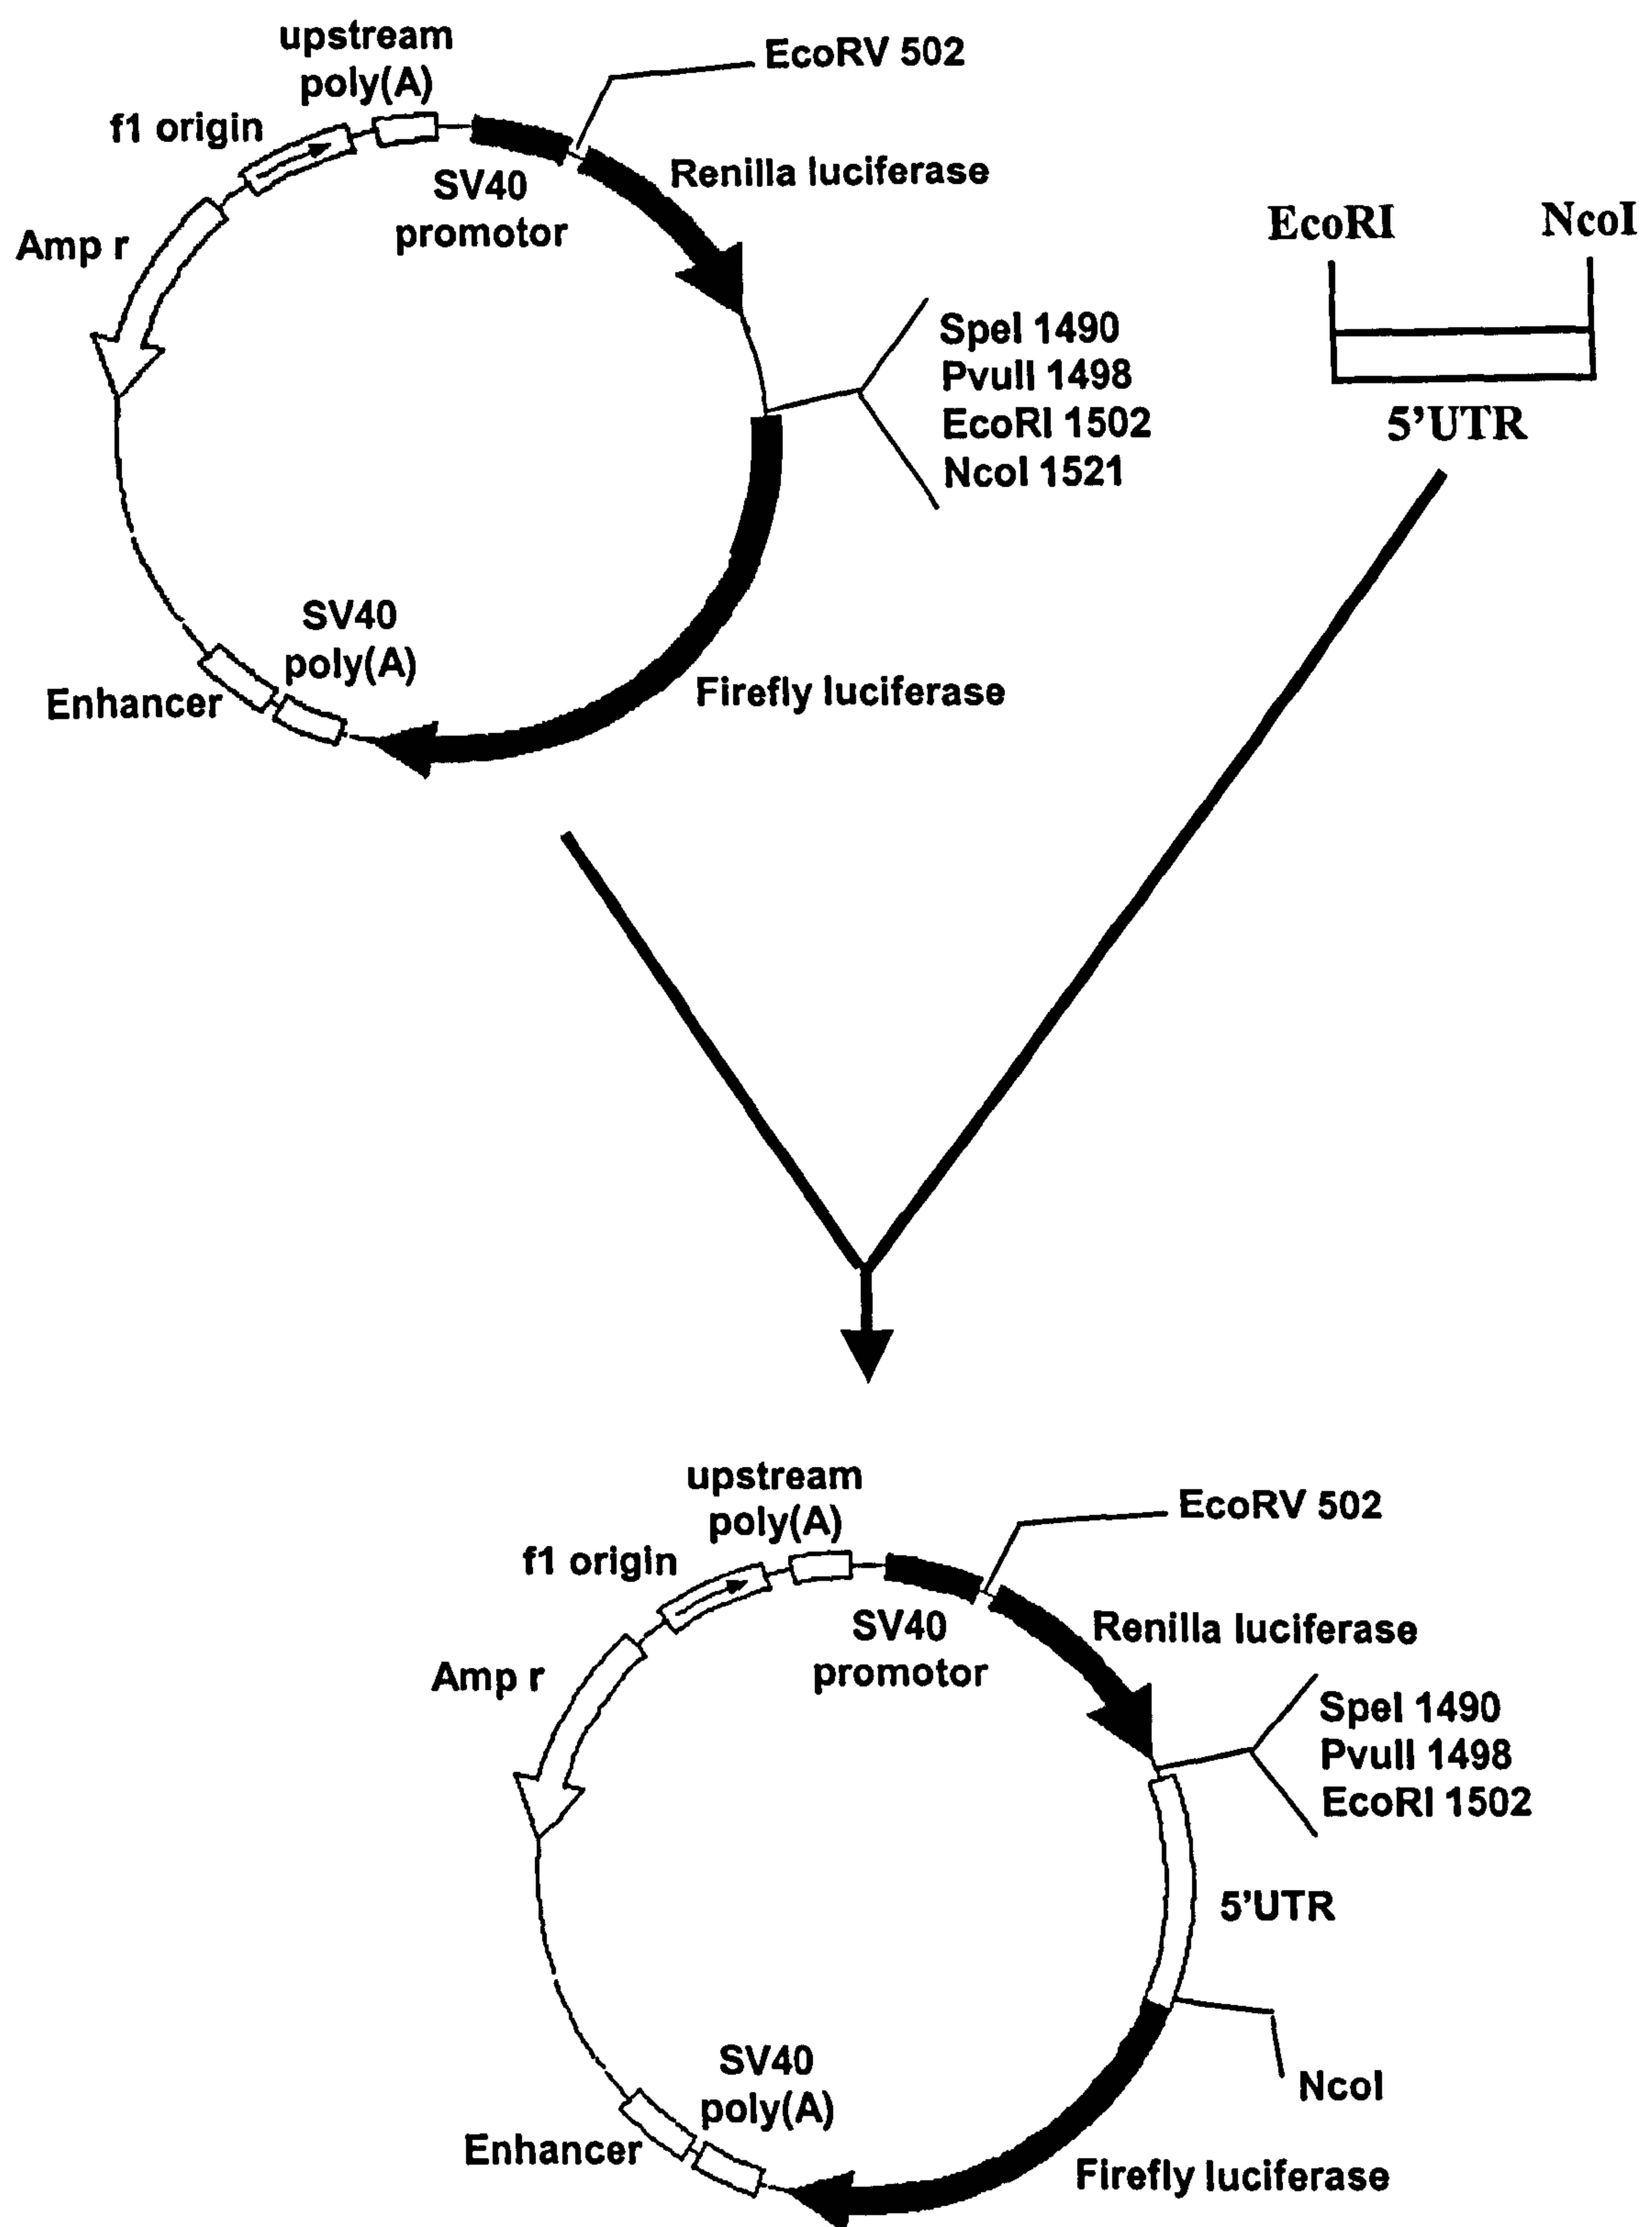 upstream
poly(A)
EcoRV 502
f1 origin
SV40
promotor
Renilla luciferase
Amp r
EcoRI
NcoI
SpeI 1490
PvuII 1498
EcoRI 1502
NcoI 1521
5'UTR
SV40
poly(A)
Enhancer
Firefly luciferase
upstream
poly(A)
EcoRV 502
f1 origin
SV40
promotor
Renilla luciferase
Amp r
SpeI 1490
PvuII 1498
EcoRI 1502
5'UTR
NcoI
SV40
poly(A)
Enhancer
Firefly luciferase